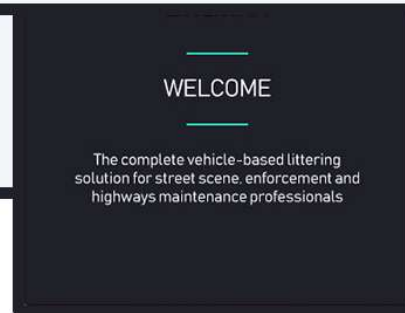 WELCOME
The complete vehicle-based littering
solution for street scene, enforcement and
highways maintenance professionals